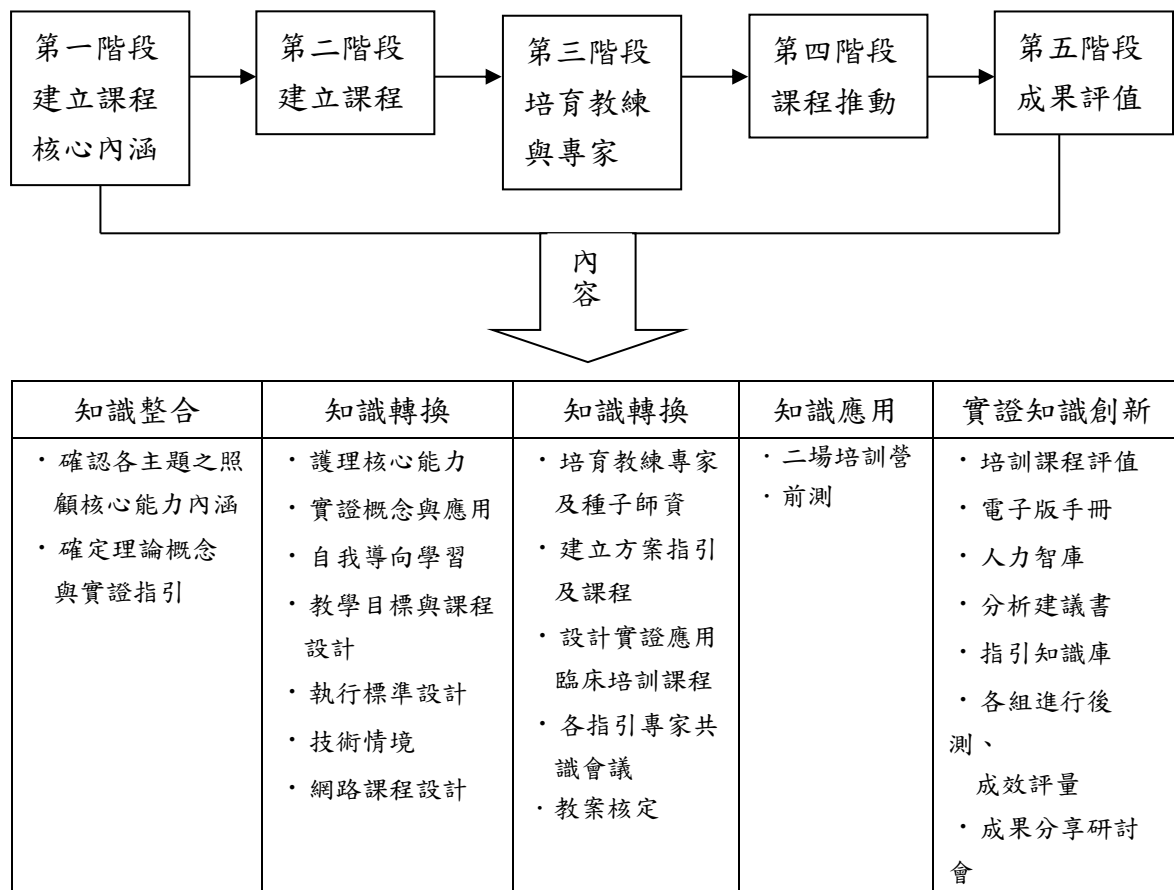 第一階段
建立課程
核心內涵
第二階段
建立課程
第三階段
培育教練
與專家
第四階段
課程推動
第五階段
成果評值
內
容
知識整合
・確認各主題之照
顧核心能力內涵
・確定理論概念
與實證指引
知識轉換
・護理核心能力
・實證概念與應用
・自我導向學習
・教學目標與課程
設計
・執行標準設計
・技術情境
・網路課程設計
知識轉換
・培育教練專家
及種子師資
・建立方案指引
及課程
・設計實證應用
臨床培訓課程
・各指引專家共
識會議
・教案核定
知識應用
・二場培訓營
・前測
實證知識創新
・培訓課程評值
・電子版手冊
・人力智庫
・分析建議書
・指引知識庫
・各組進行後
測、
成效評量
・成果分享研討
會